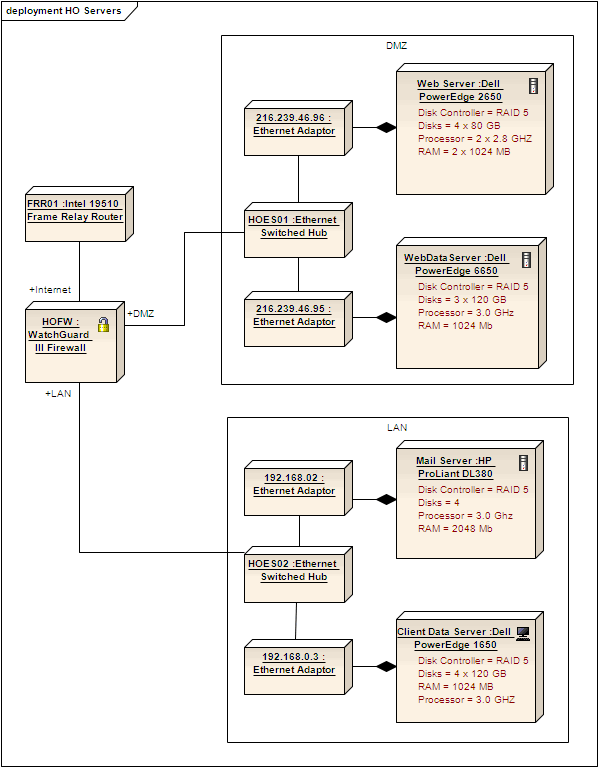 deployment HO Servers
DMZ
Web Server :Dell
PowerEdge 2650
Disk Controller = RAID 5
Disks = 4 x 80 GB
Processor = 2 x 2.8 GHZ
RAM = 2 x 1024 MB
216.239.46.96 :
Ethernet Adaptor
FRR01 :Intel 19510
Frame Relay Router
HOES01 :Ethernet
Switched Hub
WebDataServer :Dell
PowerEdge 6650
Disk Controller = RAID 5
Disks = 3 x 120 GB
Processor = 3.0 GHz
RAM = 1024 Mb
+Internet
216.239.46.95 :
Ethernet Adaptor
+DMZ
HOFW :
WatchGuard
III Firewall
+LAN
LAN
Mail Server :HP
ProLiant DL380
Disk Controller = RAID 5
Disks = 4
Processor = 3.0 Ghz
RAM = 2048 Mb
192.168.02 :
Ethernet Adaptor
HOES02 :Ethernet
Switched Hub
Client Data Server :Dell
PowerEdge 1650
Disk Controller = RAID 5
Disks = 4 x 120 GB
RAM = 1024 MB
Processor = 3.0 GHZ
192.168.0.3 :
Ethernet Adaptor